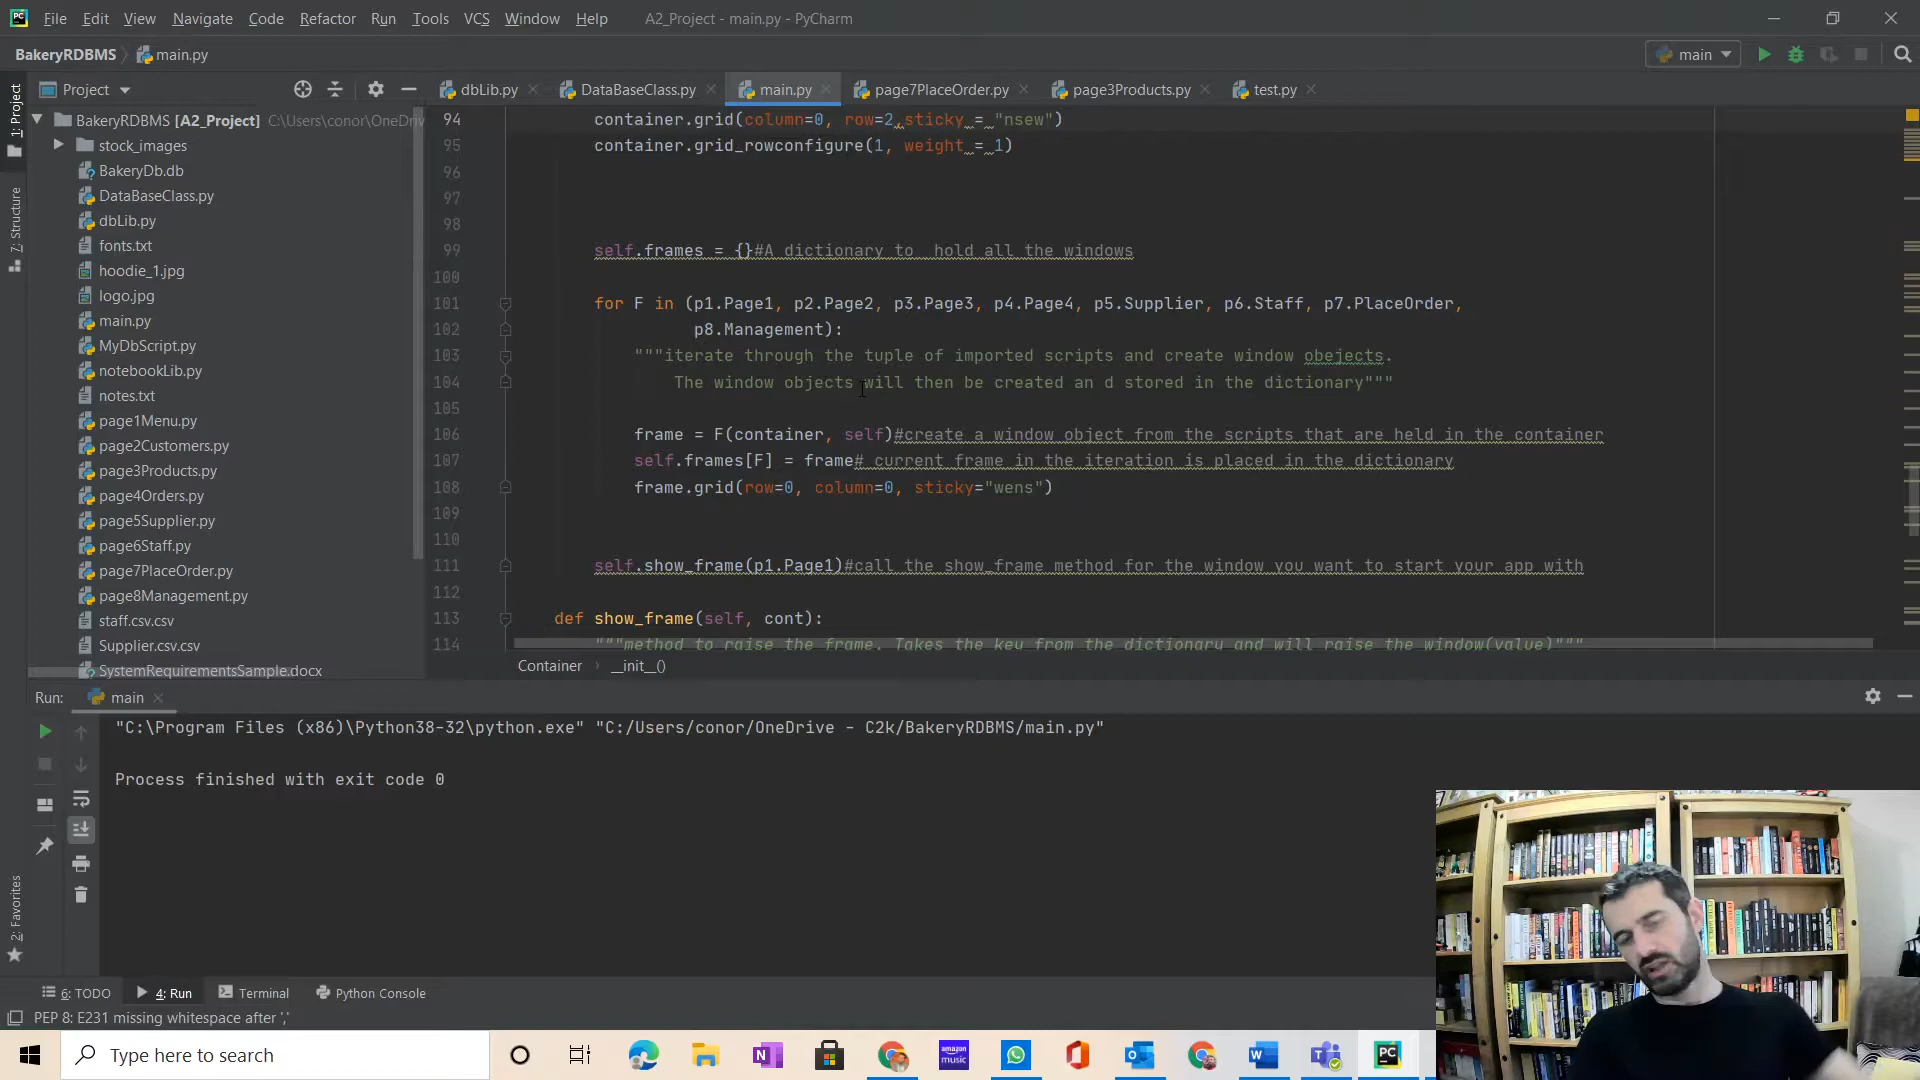 PC File Edit View Navigate Code Refactor Run Tools VCS Window Help A2_Project - main.py - PyCharm
BakeryRDBMS main.py main
Project dbLib.py DataBaseClass.py main.py page7PlaceOrder.py page3Products.py test.py
1: Project
7: Structure
2: Favorites
BakeryRDBMS [A2_Project] C:\Users\conor\OneDriv
stock_images
BakeryDb.db
DataBaseClass.py
dbLib.py
fonts.txt
hoodie_1.jpg
logo.jpg
main.py
MyDbScript.py
notebookLib.py
notes.txt
page1Menu.py
page2Customers.py
page3Products.py
page4Orders.py
page5Supplier.py
page6Staff.py
page7PlaceOrder.py
page8Management.py
staff.csv.csv
Supplier.csv.csv
SystemRequirementsSample.docx
94 container.grid(column=0, row=2,sticky = "nsew")
95 container.grid_rowconfigure(1, weight = 1)
96
97
98
99 self.frames = {}#A dictionary to  hold all the windows
100
101 for F in (p1.Page1, p2.Page2, p3.Page3, p4.Page4, p5.Supplier, p6.Staff, p7.PlaceOrder,
102 p8.Management):
103 """iterate through the tuple of imported scripts and create window obejects.
104 The window objects will then be created an d stored in the dictionary"""
105
106 frame = F(container, self)#create a window object from the scripts that are held in the container
107 self.frames[F] = frame# current frame in the iteration is placed in the dictionary
108 frame.grid(row=0, column=0, sticky="wens")
109
110
111 self.show_frame(p1.Page1)#call the show_frame method for the window you want to start your app with
112
113 def show_frame(self, cont):
114 """method to raise the frame. Takes the key from the dictionary and will raise the window(value)"""
Container __init__()
Run: main
"C:\Program Files (x86)\Python38-32\python.exe" "C:/Users/conor/OneDrive - C2k/BakeryRDBMS/main.py"
Process finished with exit code 0
6: TODO 4: Run Terminal Python Console
PEP 8: E231 missing whitespace after ','
Type here to search
amazon music
PC